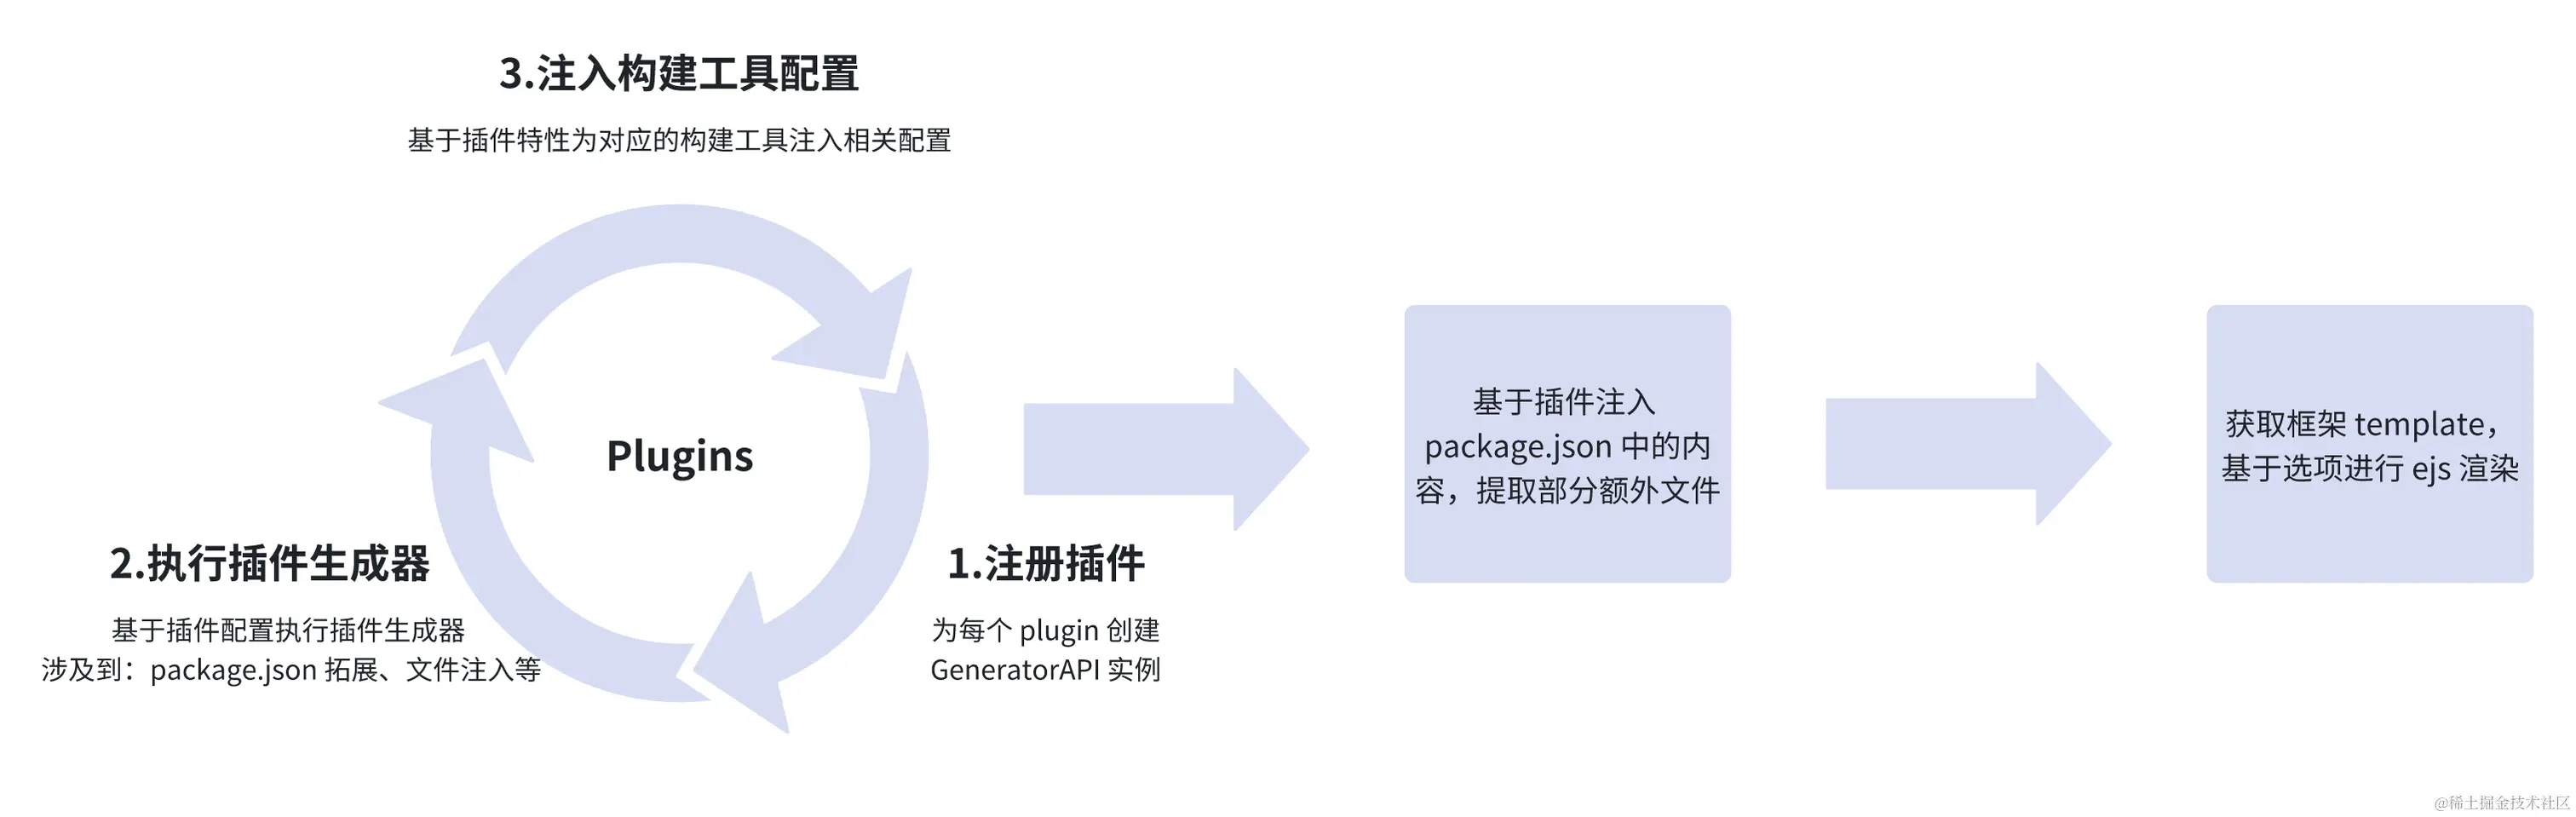 3.注入构建工具配置
基于插件特性为对应的构建工具注入相关配置
Plugins
2.执行插件生成器
基于插件配置执行插件生成器
涉及到：package.json 拓展、文件注入等
1.注册插件
为每个 plugin 创建
GeneratorAPI 实例
基于插件注入
package.json 中的内
容，提取部分额外文件
获取框架 template，
基于选项进行 ejs 渲染
@稀土掘金技术社区